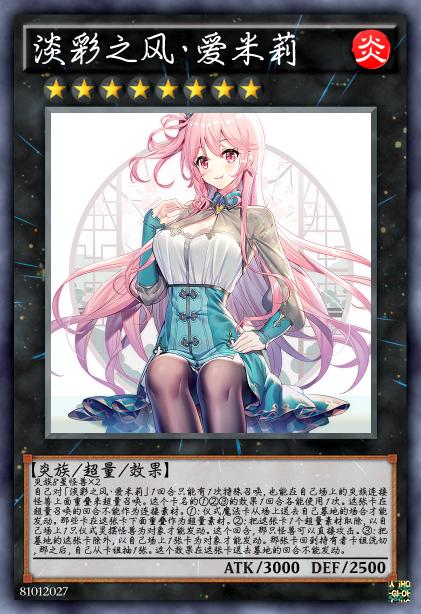 淡彩之风·爱米莉
炎
【炎族/超量/效果】
炎族8星怪兽×2
自己对「淡彩之风·爱米莉」1回合只能有1次特殊召唤,也能在自己场上的炎族连接
怪兽上面重叠来超量召唤。这个卡名的①②③的效果1回合各能使用1次。这张卡在
超量召唤的回合不能作为连接素材。①:仪式魔法卡从场上送去自己墓地的场合才能
发动。那些卡在这张卡下面重叠作为超量素材。②:把这张卡1个超量素材取除,以自
己场上1只仪式灵摆怪兽为对象才能发动。这个回合,那只怪兽可以直接攻击。③:把
墓地的这张卡除外,以自己场上1张卡为对象才能发动。那张卡回到持有者卡组洗切
,那之后,自己从卡组抽1张。这个效果在这张卡送去墓地的回合不能发动。
ATK/3000 DEF/2500
81012027